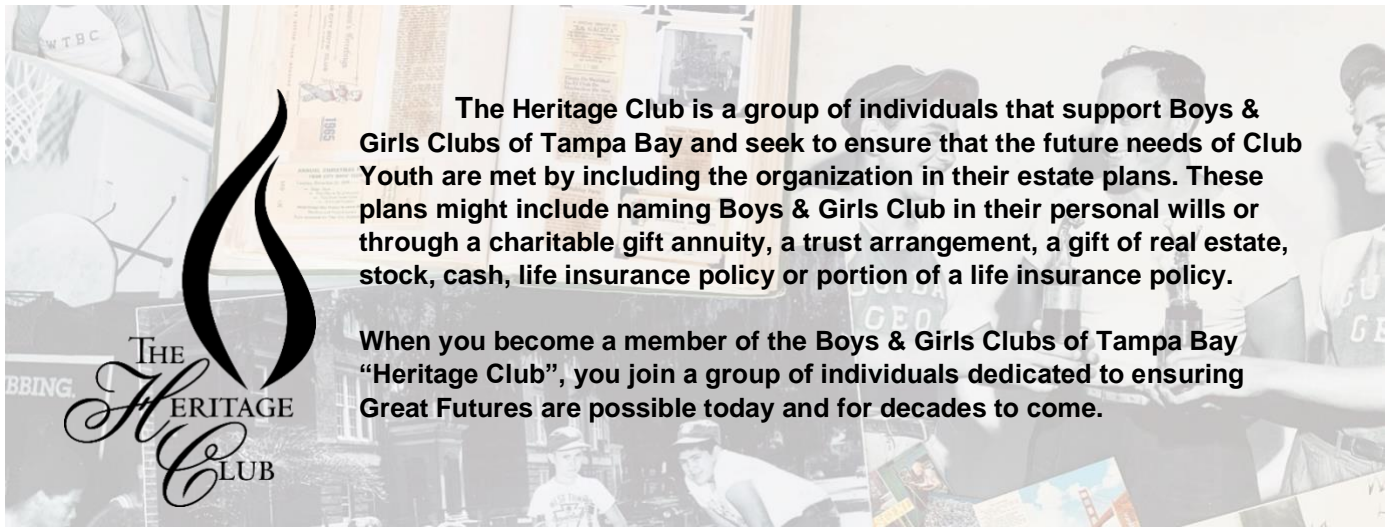 WTBC
1965
The Heritage Club is a group of individuals that support Boys &
Girls Clubs of Tampa Bay and seek to ensure that the future needs of Club
Youth are met by including the organization in their estate plans. These
plans might include naming Boys & Girls Club in their personal wills or
through a charitable gift annuity, a trust arrangement, a gift of real estate,
stock, cash, life insurance policy or portion of a life insurance policy.
When you become a member of the Boys & Girls Clubs of Tampa Bay
“Heritage Club”, you join a group of individuals dedicated to ensuring
Great Futures are possible today and for decades to come.
THE
HERITAGE
CLUB